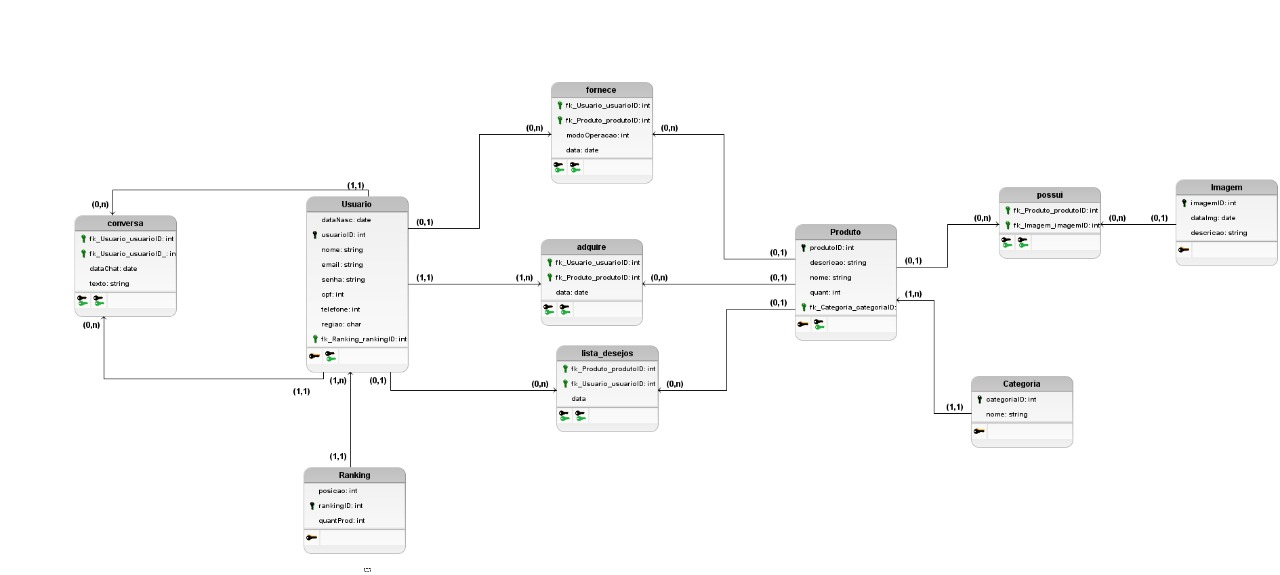 fornece
fk_Usuario_usuarioID: int
fk_Produto_produtoID: int
modoOperacao: int
data: date
(0,n)
(0,n)
(1,1)
(0,n)
conversa
fk_Usuario_usuarioID: int
fk_Usuario_usuarioID_: in
dataChat: date
texto: string
(0,n)
Usuario
dataNasc: date
usuarioID: int
nome: string
email: string
senha: string
cpf: int
telefone: int
regiao: char
fk_Ranking_rankingID: int
(0,1)
(1,1)
(1,n)
(0,1)
(1,1)
adquire
fk_Usuario_usuarioID: int
fk_Produto_produtoID: int
data: date
(1,n)
(0,n)
lista_desejos
fk_Produto_produtoID: int
fk_Usuario_usuarioID: int
data
(0,n)
(0,n)
Produto
produtoID: int
descricao: string
nome: string
quant: int
fk_Categoria_categoriaID:
(0,1)
(0,1)
(0,1)
(0,1)
(1,n)
possui
fk_Produto_produtoID: int
fk_Imagem_imagemID: int
(0,n)
(0,n)
(0,1)
Imagem
imagemID: int
dataImg: date
descricao: string
Categoria
categoriaID: int
nome: string
(1,1)
(1,1)
Ranking
posicao: int
rankingID: int
quantProd: int